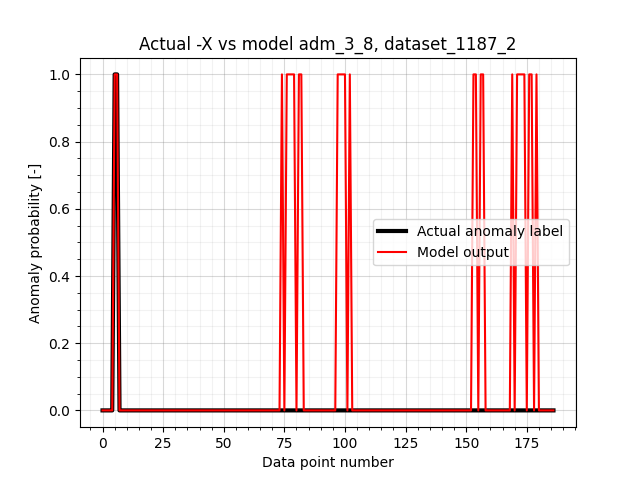 Actual -X vs model adm_3_8, dataset_1187_2
Anomaly probability [-]
1.0
0.8
0.6
0.4
0.2
0.0
Actual anomaly label
Model output
0 25 50 75 100 125 150 175
Data point number